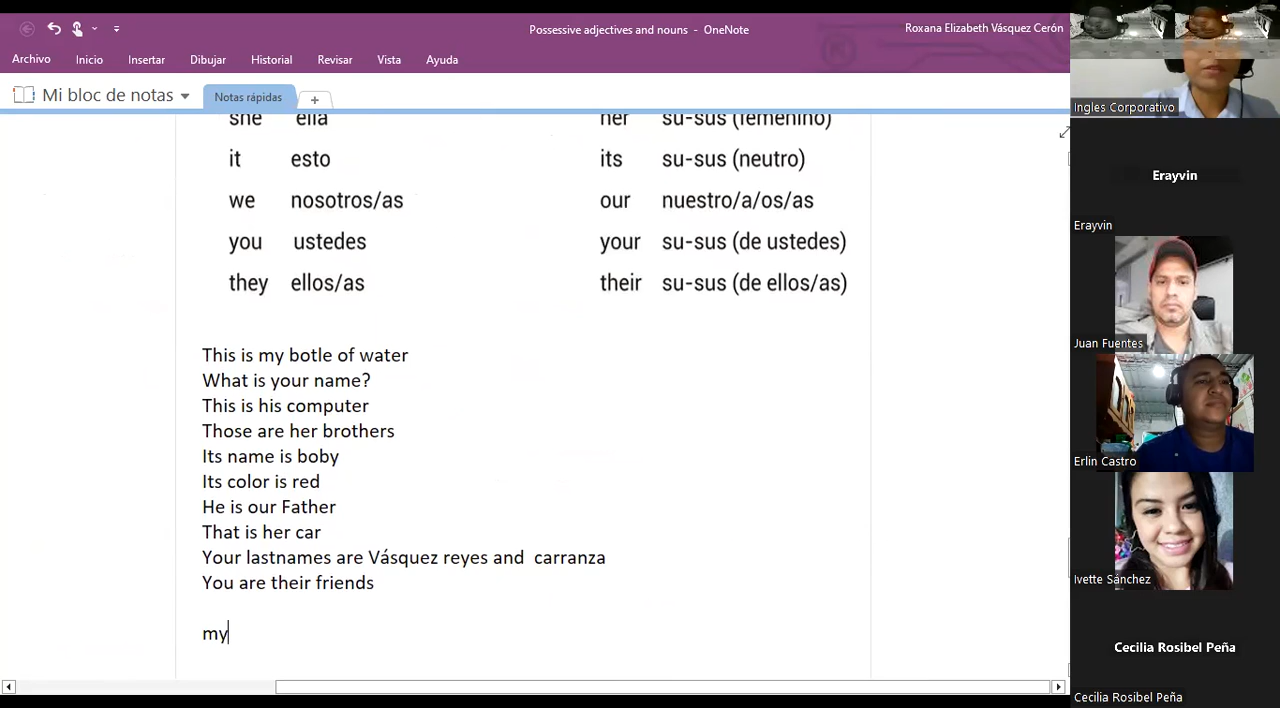 Possessive adjectives and nouns - OneNote
Roxana Elizabeth Vásquez Cerón
Archivo Inicio Insertar Dibujar Historial Revisar Vista Ayuda
Mi bloc de notas
Notas rápidas
she ella her su-sus (femenino)
it esto its su-sus (neutro)
we nosotros/as our nuestro/a/os/as
you ustedes your su-sus (de ustedes)
they ellos/as their su-sus (de ellos/as)
This is my botle of water
What is your name?
This is his computer
Those are her brothers
Its name is boby
Its color is red
He is our Father
That is her car
Your lastnames are Vásquez reyes and carranza
You are their friends
my
Ingles Corporativo
Erayvin
Erayvin
Juan Fuentes
Erlin Castro
Ivette Sánchez
Cecilia Rosibel Peña
Cecilia Rosibel Peña